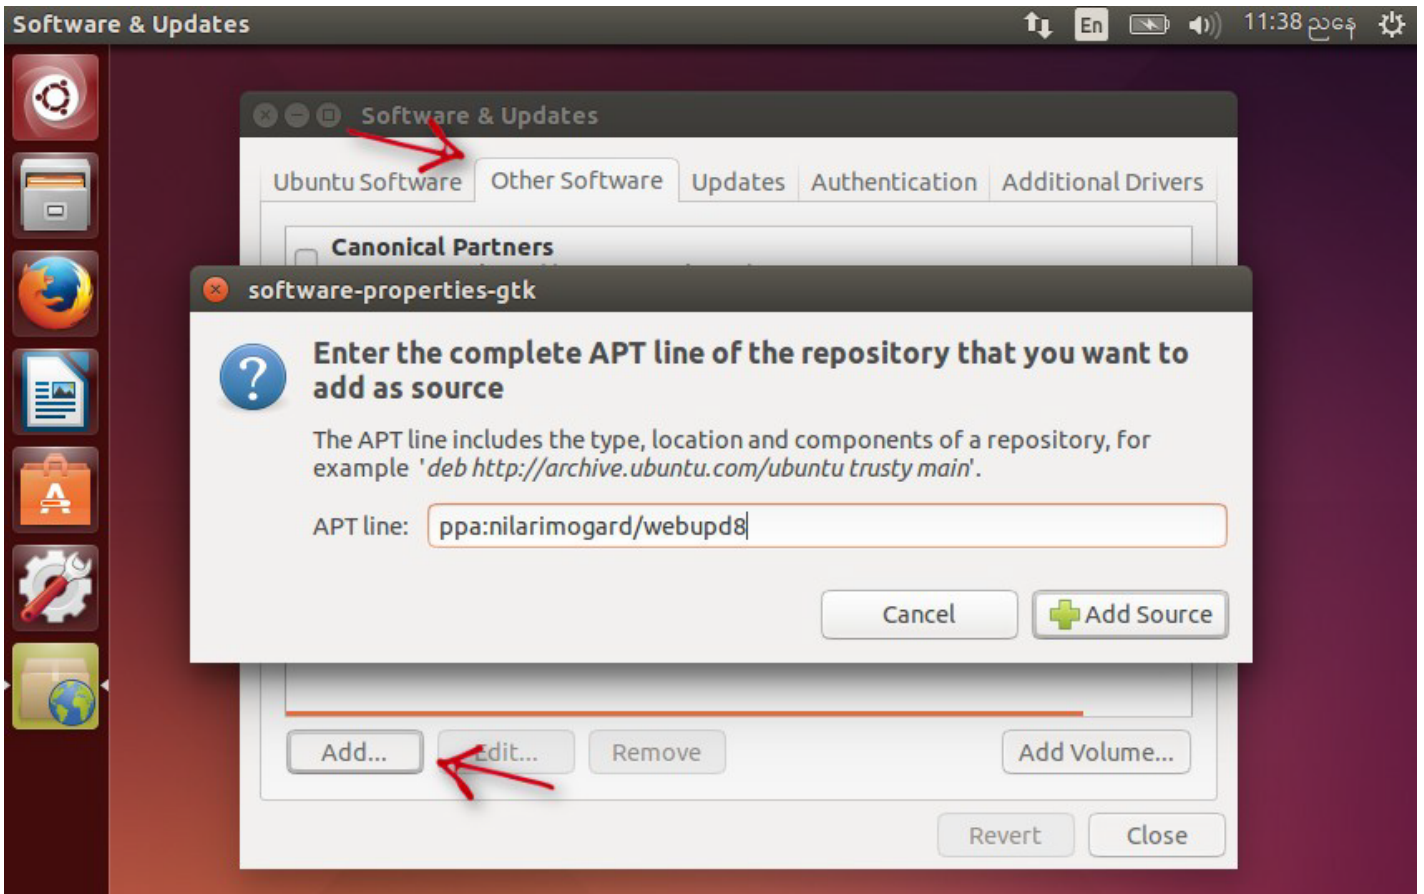 Software & Updates
En
11:38 ညနေ
Software & Updates
Ubuntu Software
Other Software
Updates
Authentication
Additional Drivers
Canonical Partners
software-properties-gtk
Enter the complete APT line of the repository that you want to
add as source
The APT line includes the type, location and components of a repository, for
example 'deb http://archive.ubuntu.com/ubuntu trusty main'.
APT line: ppa:nilarimogard/webupd8
Cancel
Add Source
Add...
Edit...
Remove
Add Volume...
Revert
Close